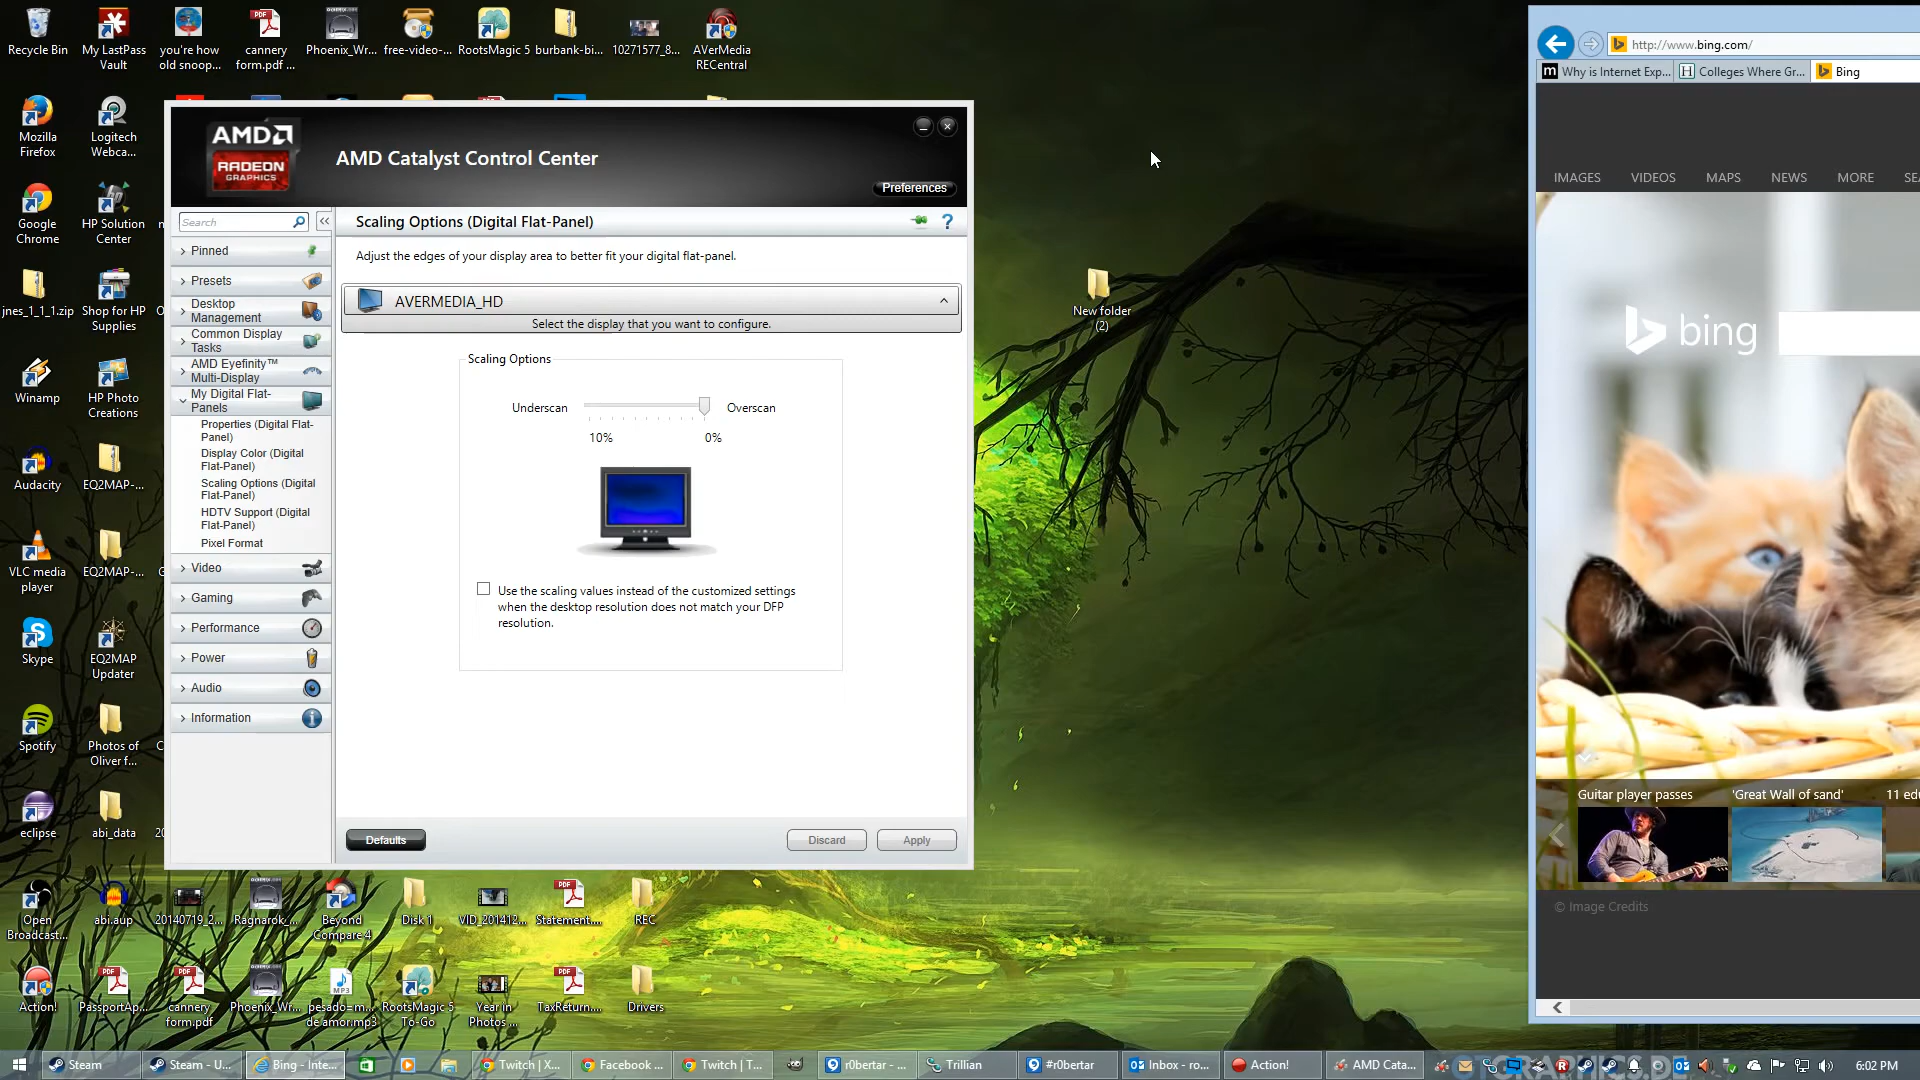 Recycle Bin
My LastPass
Vault
you're how
old snoop...
cannery
form.pdf ...
Phoenix_Wr...
free-video-...
RootsMagic 5
burbank-bi...
10271577_8...
AVerMedia
RECentral
Mozilla
Firefox
Logitech
Webca...
Google
Chrome
HP Solution
Center
jnes_1_1_1.zip
Shop for HP
Supplies
Winamp
HP Photo
Creations
Audacity
EQ2MAP-...
VLC media
player
EQ2MAP-...
Skype
EQ2MAP
Updater
Spotify
Photos of
Oliver f...
eclipse
abi_data
Open
Broadcast...
abi.aup
20140719_2...
Ragnarok_...
Beyond
Compare 4
Disk 1
VID_201412...
Statement....
REC
Action!
PassportAp...
cannery
form.pdf
Phoenix_Wr...
pesado=m...
de amor.mp3
RootsMagic 5
To-Go
Year in
Photos ...
TaxReturn....
Drivers
New folder
(2)
AMD
RADEON
GRAPHICS
AMD Catalyst Control Center
Preferences
Search
Pinned
Presets
Desktop
Management
Common Display
Tasks
AMD Eyefinity™
Multi-Display
My Digital Flat-
Panels
Properties (Digital Flat-
Panel)
Display Color (Digital
Flat-Panel)
Scaling Options (Digital
Flat-Panel)
HDTV Support (Digital
Flat-Panel)
Pixel Format
Video
Gaming
Performance
Power
Audio
Information
Scaling Options (Digital Flat-Panel)
Adjust the edges of your display area to better fit your digital flat-panel.
AVERMEDIA_HD
Select the display that you want to configure.
Scaling Options
Underscan
Overscan
10%
0%
Use the scaling values instead of the customized settings
when the desktop resolution does not match your DFP
resolution.
Defaults
Discard
Apply
http://www.bing.com/
Why is Internet Exp...
Colleges Where Gr...
Bing
IMAGES
VIDEOS
MAPS
NEWS
MORE
bing
Guitar player passes
'Great Wall of sand'
© Image Credits
Steam
Steam - U...
Bing - Inte...
Twitch | X...
Facebook ...
Twitch | T...
r0bertar - ...
Trillian
#r0bertar
Inbox - ro...
Action!
AMD Cata...
6:02 PM